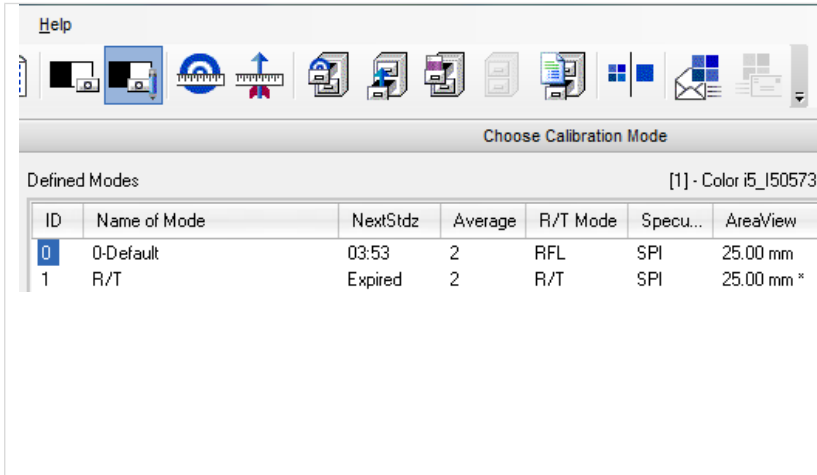 Help
Choose Calibration Mode
Defined Modes [1] - Color i5_I50573
ID Name of Mode NextStdz Average R/T Mode Specu... AreaView
0 0-Default 03:53 2 RFL SPI 25.00 mm
1 R/T Expired 2 R/T SPI 25.00 mm *